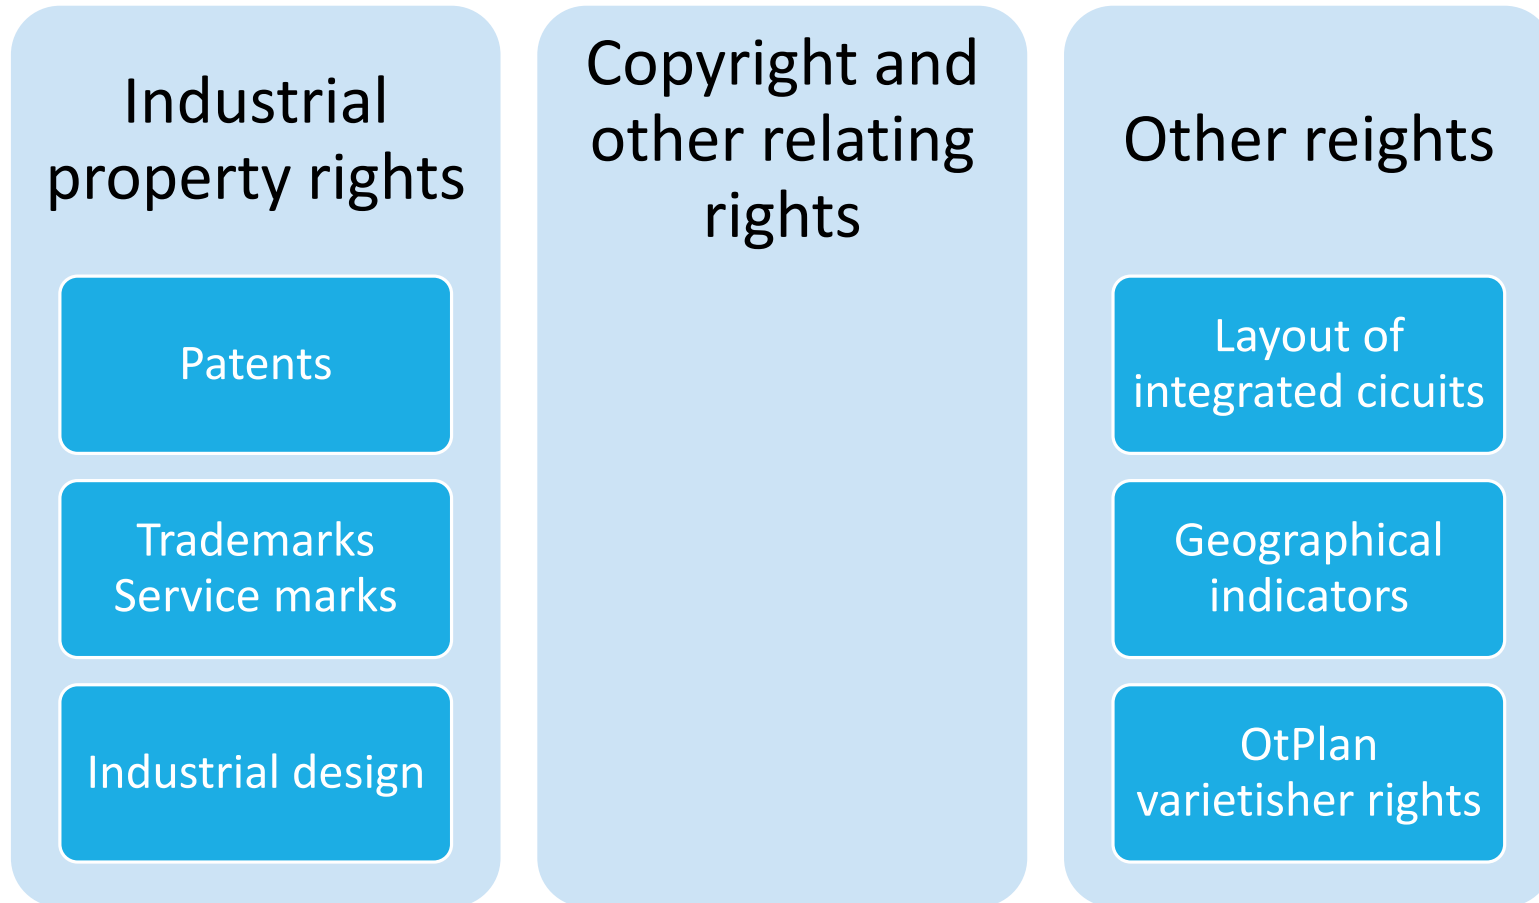 Industrial
property rights
Patents
Trademarks
Service marks
Industrial design
Copyright and
other relating
rights
Other reights
Layout of
integrated cicuits
Geographical
indicators
OtPlan
varietisher rights